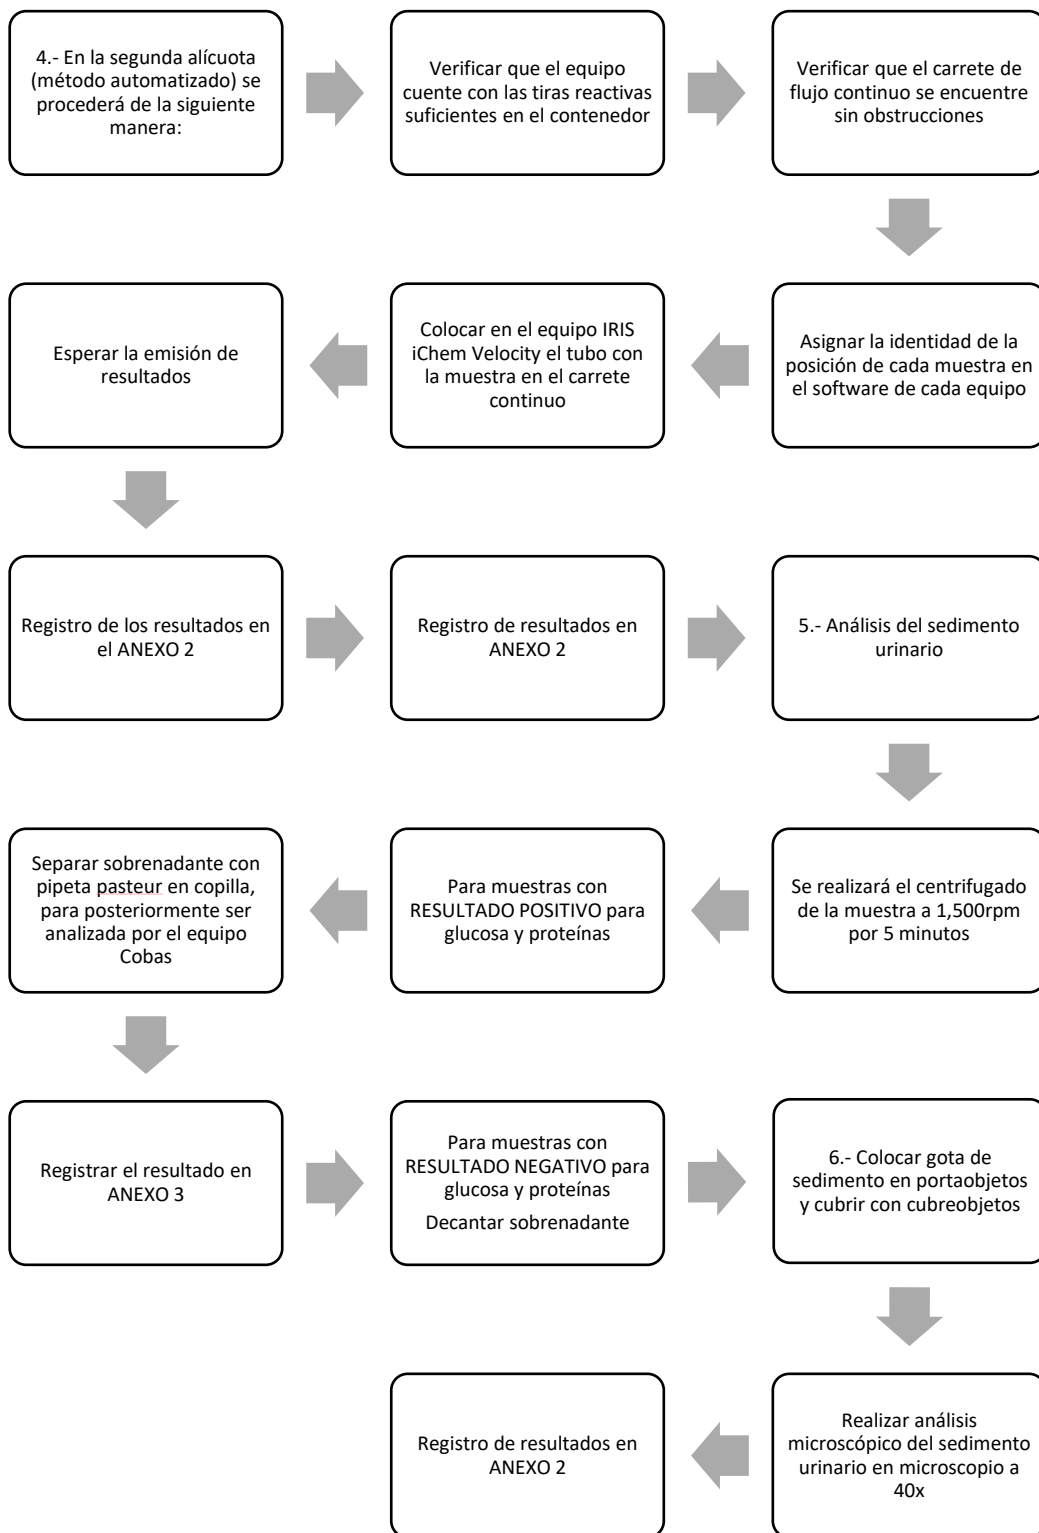 4.- En la segunda alícuota
(método automatizado) se
procederá de la siguiente
manera:
Verificar que el equipo
cuente con las tiras reactivas
suficientes en el contenedor
Verificar que el carrete de
flujo continuo se encuentre
sin obstrucciones
Asignar la identidad de la
posición de cada muestra en
el software de cada equipo
Colocar en el equipo IRIS
iChem Velocity el tubo con
la muestra en el carrete
continuo
Esperar la emisión de
resultados
Registro de los resultados en
el ANEXO 2
Registro de resultados en
ANEXO 2
5.- Análisis del sedimento
urinario
Se realizará el centrifugado
de la muestra a 1,500rpm
por 5 minutos
Para muestras con
RESULTADO POSITIVO para
glucosa y proteínas
Separar sobrenadante con
pipeta pasteur en copilla,
para posteriormente ser
analizada por el equipo
Cobas
Registrar el resultado en
ANEXO 3
Para muestras con
RESULTADO NEGATIVO para
glucosa y proteínas
Decantar sobrenadante
6.- Colocar gota de
sedimento en portaobjetos
y cubrir con cubreobjetos
Realizar análisis
microscópico del sedimento
urinario en microscopio a
40x
Registro de resultados en
ANEXO 2